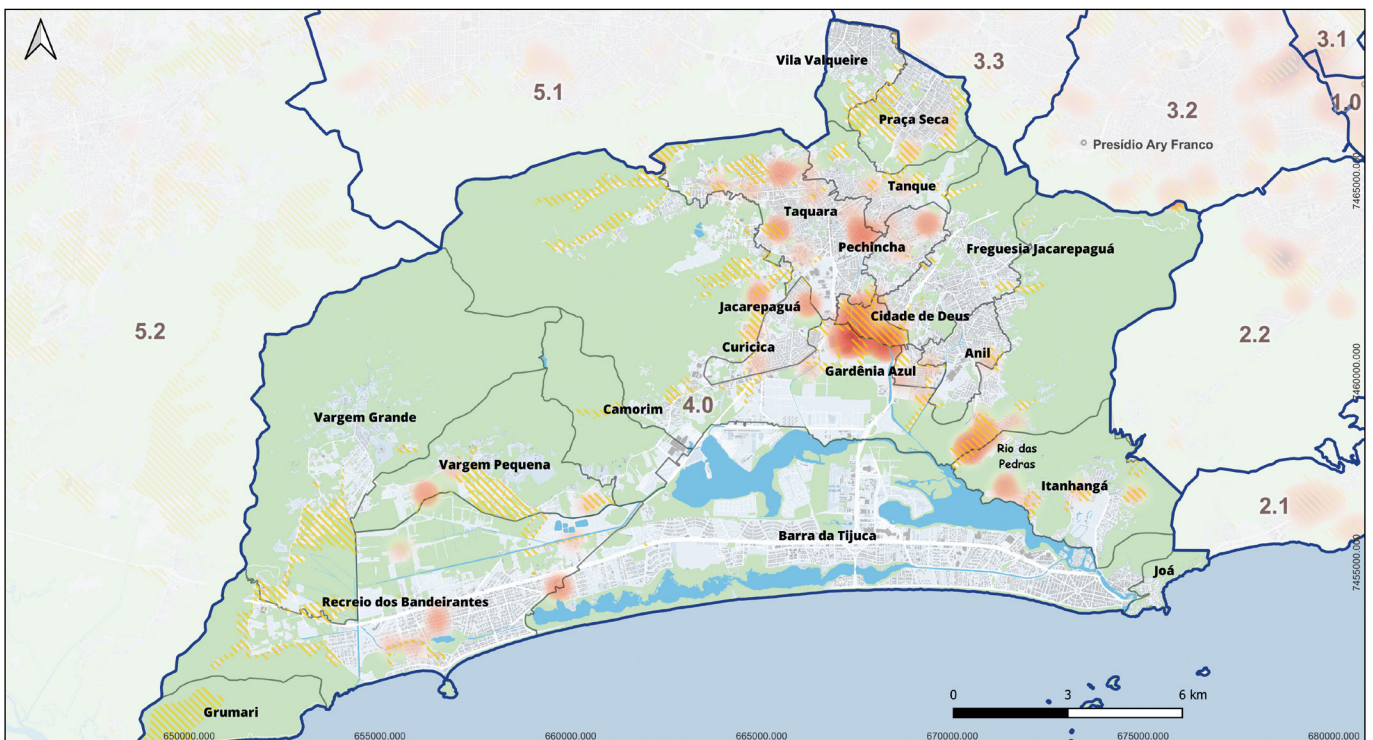 3.1
Vila Valqueire
3.3
5.1
1.0
3.2
Praça Seca
Presídio Ary Franco
Tanque
7465000.000
Taquara
Pechincha
Freguesia Jacarepaguá
Jacarepaguá
Cidade de Deus
5.2
2.2
Curicica
Anil
Gardênia Azul
7460000.000
Camorim
4.0
Vargem Grande
Rio das
Pedras
Vargem Pequena
Itanhangá
2.1
Barra da Tijuca
7455000.000
Joá
Recreio dos Bandeirantes
0 3 6 km
Grumari
650000.000 655000.000 660000.000 665000.000 670000.000 675000.000 680000.000